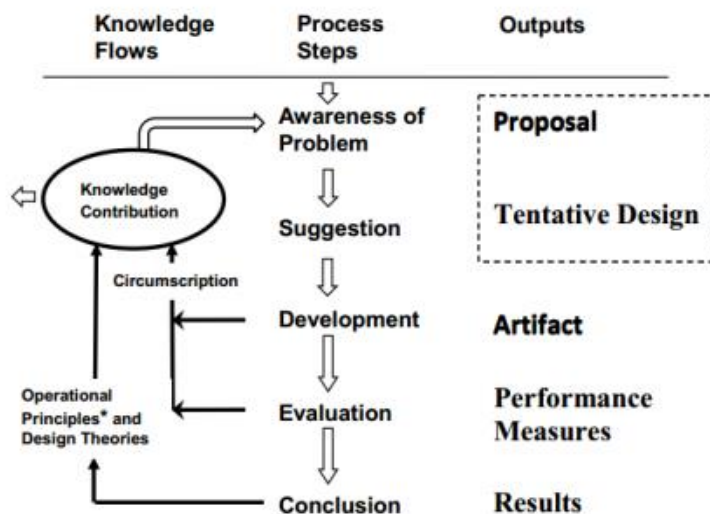 Knowledge Flows
Process Steps
Outputs
Awareness of Problem
Proposal
Knowledge Contribution
Suggestion
Tentative Design
Circumscription
Development
Artifact
Operational Principles* and Design Theories
Evaluation
Performance Measures
Conclusion
Results